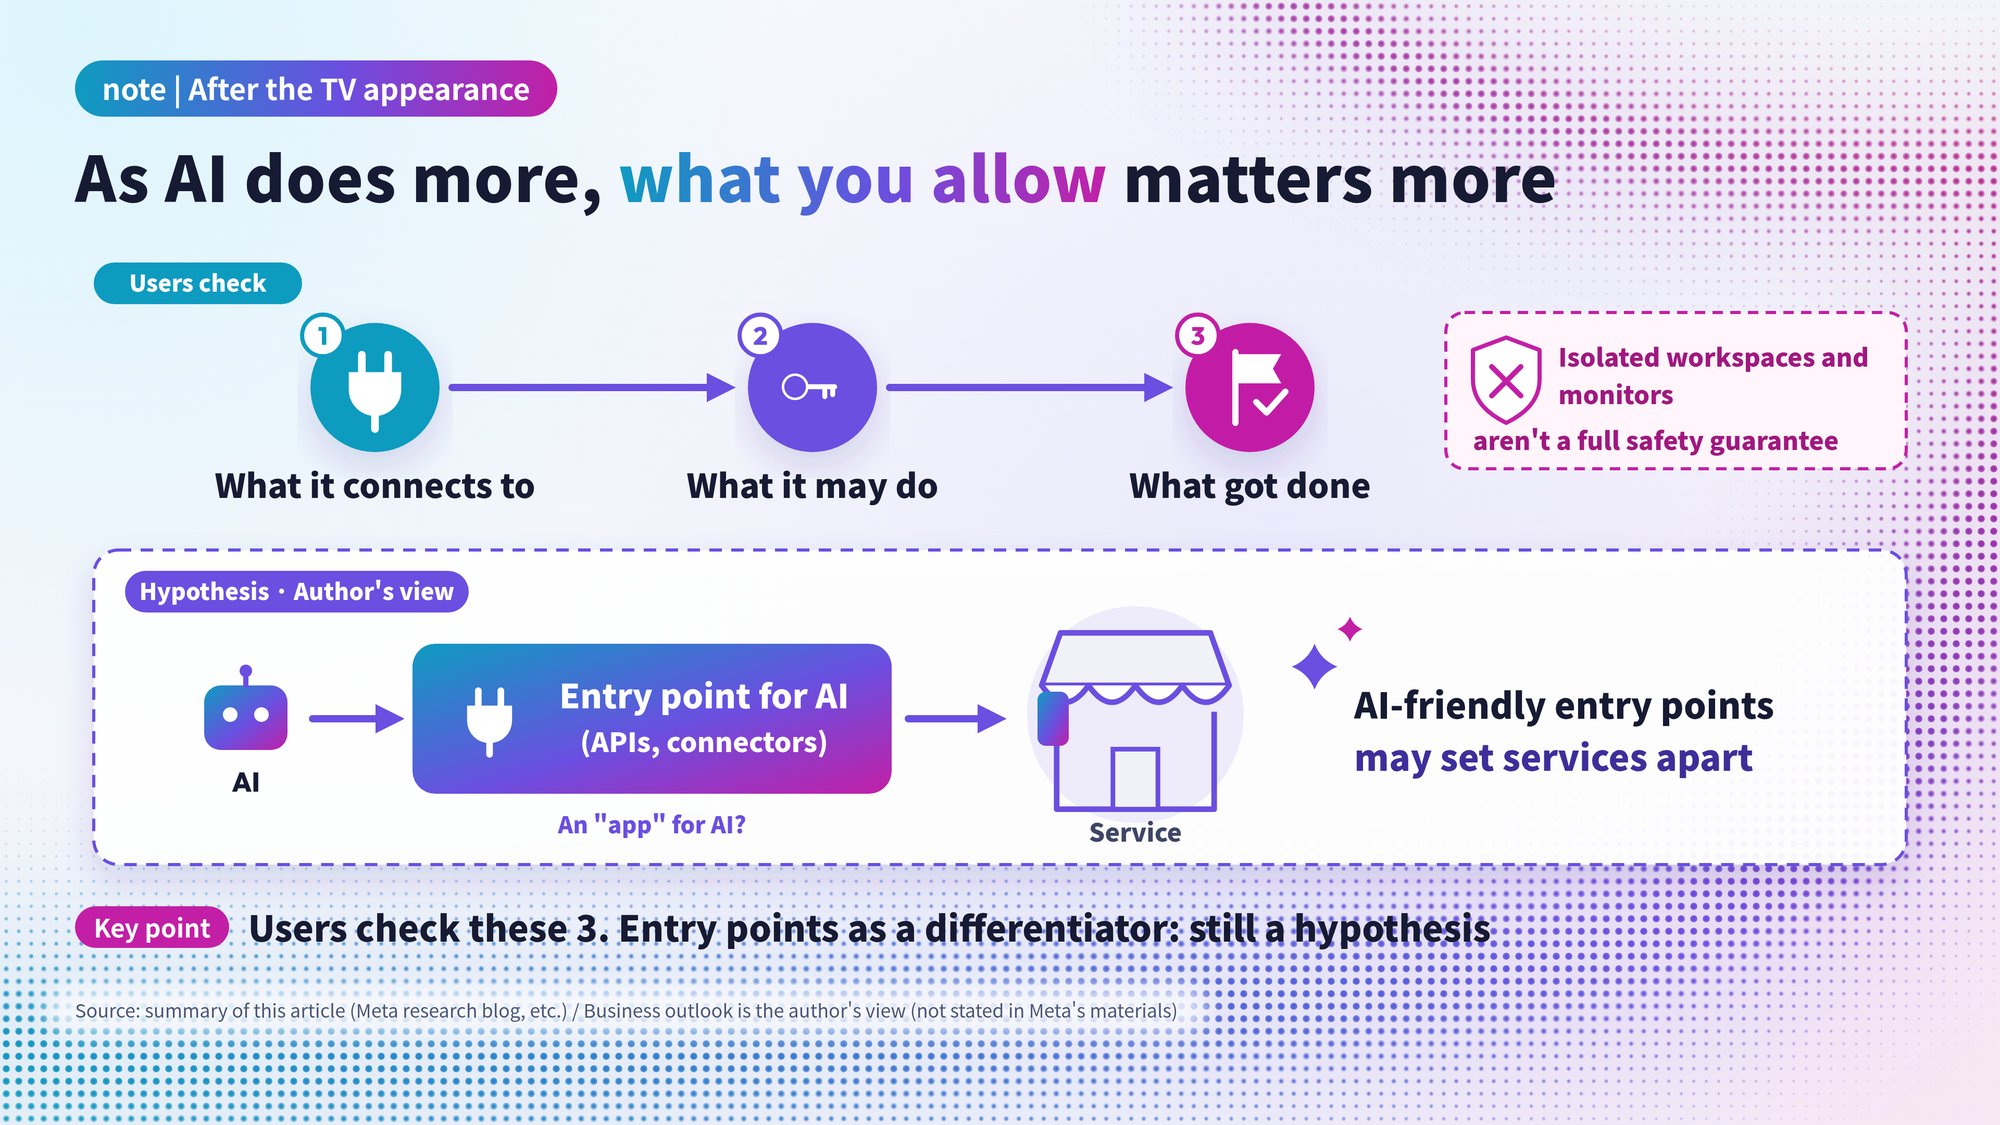 note | After the TV appearance
As AI does more, what you allow matters more
Users check
1
2
3
What it connects to
What it may do
What got done
Isolated workspaces and
monitors
aren't a full safety guarantee
Hypothesis・Author's view
AI
Entry point for AI
(APIs, connectors)
An "app" for AI?
Service
AI-friendly entry points
may set services apart
Key point
Users check these 3. Entry points as a differentiator: still a hypothesis
Source: summary of this article (Meta research blog, etc.) / Business outlook is the author's view (not stated in Meta's materials)